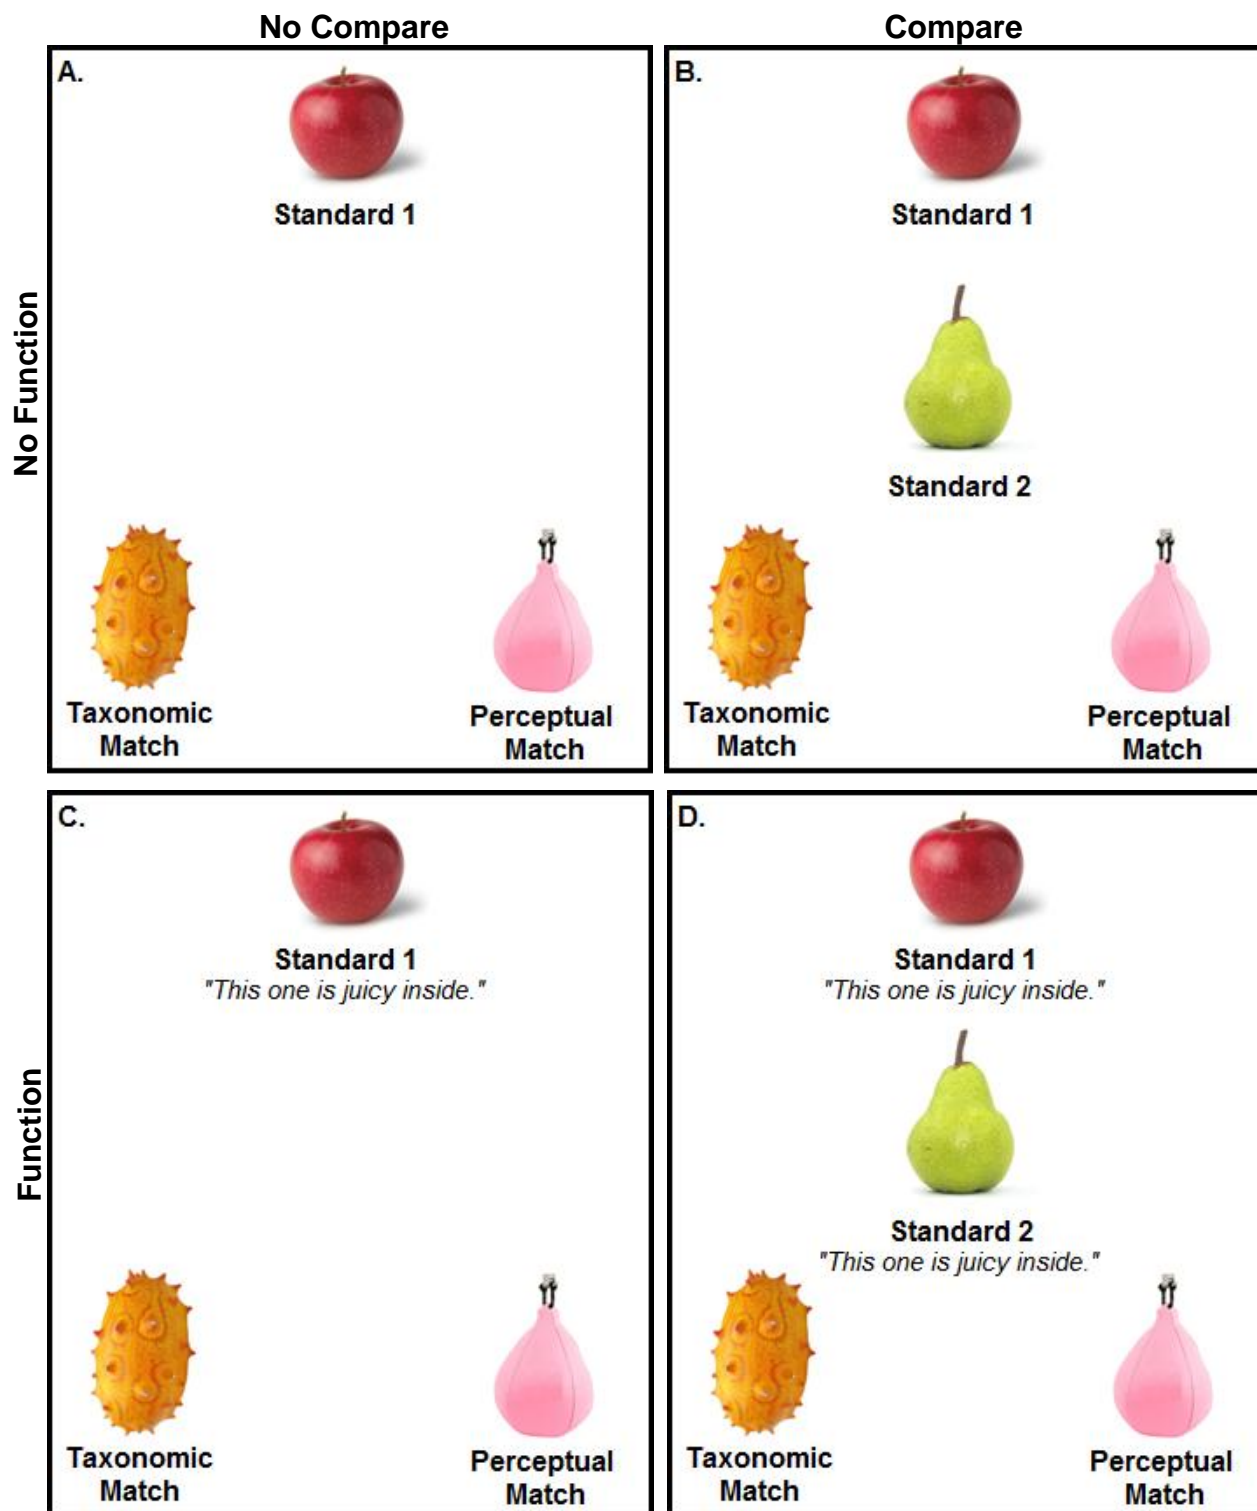 No Compare
Compare
No Function
A.
Standard 1
Taxonomic
Match
Perceptual
Match
B.
Standard 1
Standard 2
Taxonomic
Match
Perceptual
Match
Function
C.
Standard 1
"This one is juicy inside."
Taxonomic
Match
Perceptual
Match
D.
Standard 1
"This one is juicy inside."
Standard 2
"This one is juicy inside."
Taxonomic
Match
Perceptual
Match